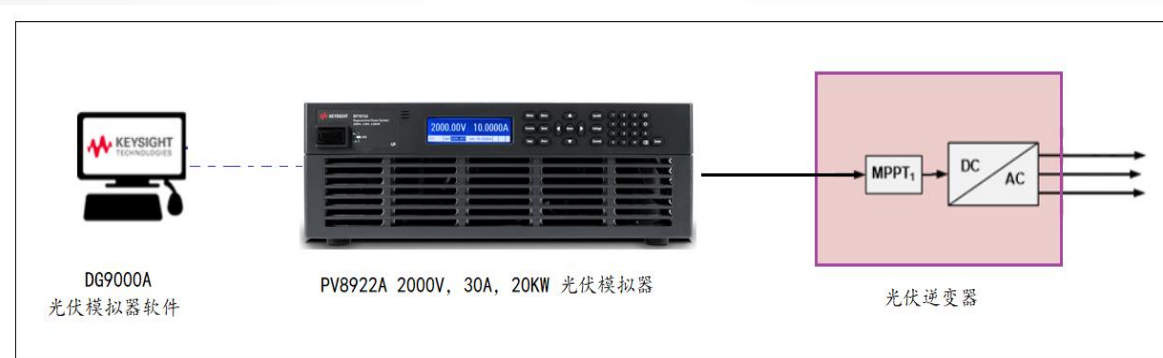 KEYSIGHT
TECHNOLOGIES
KEYSIGHT
2000.00V 10.0000A
MPPT1
DC
AC
DG9000A
光伏模拟器软件
PV8922A 2000V, 30A, 20KW 光伏模拟器
光伏逆变器